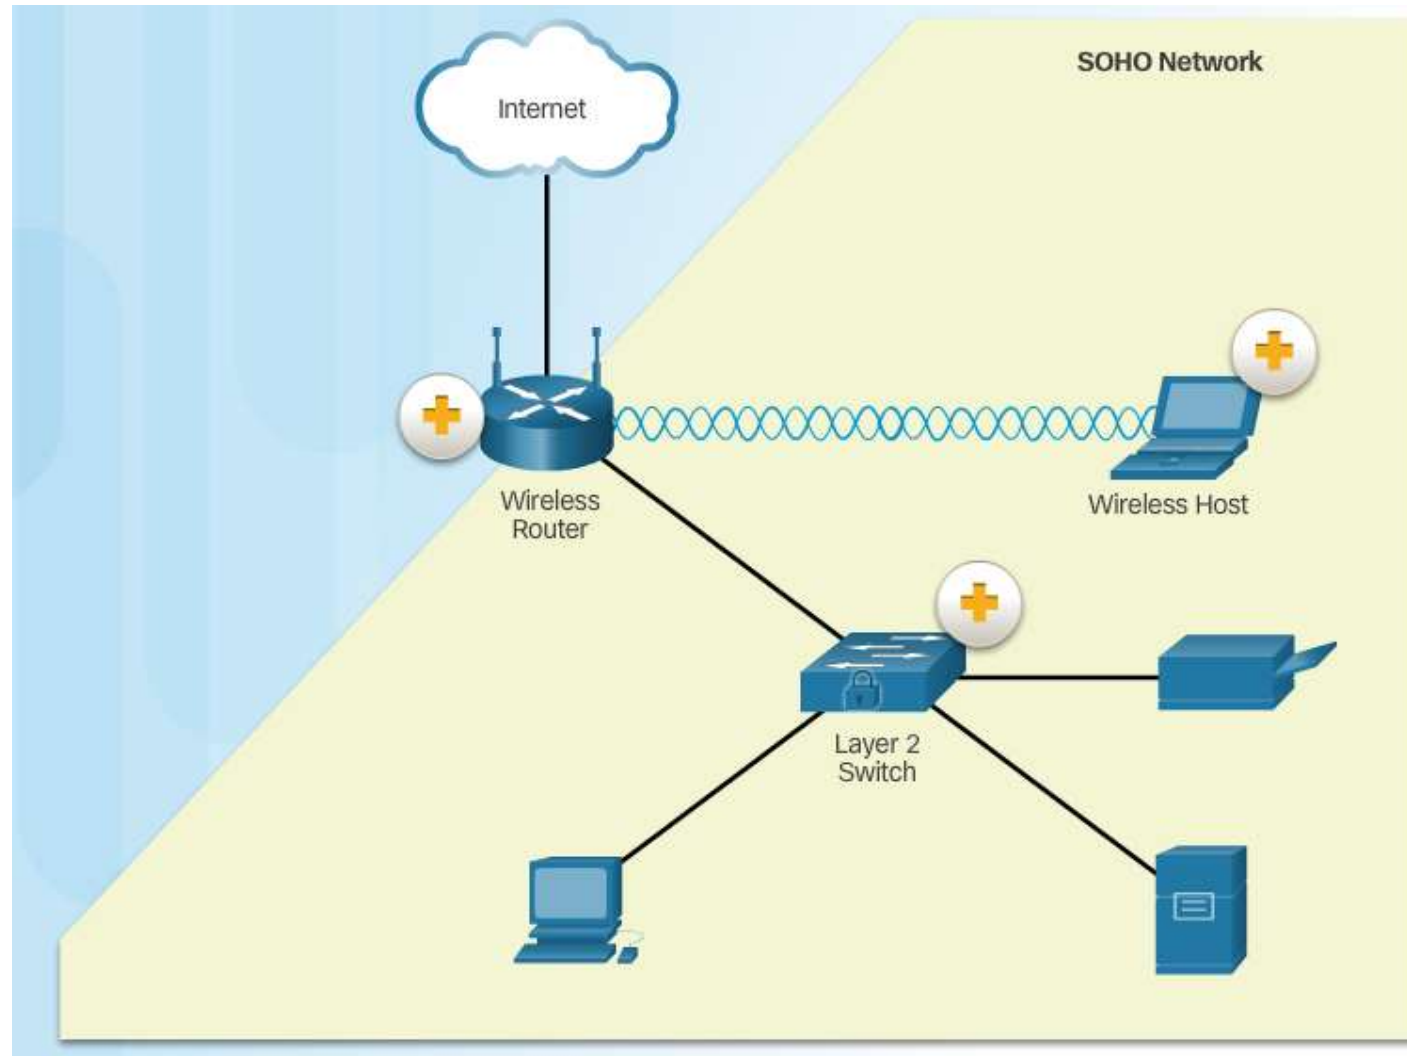 SOHO Network
Internet
Wireless
Router
Wireless Host
Layer 2
Switch